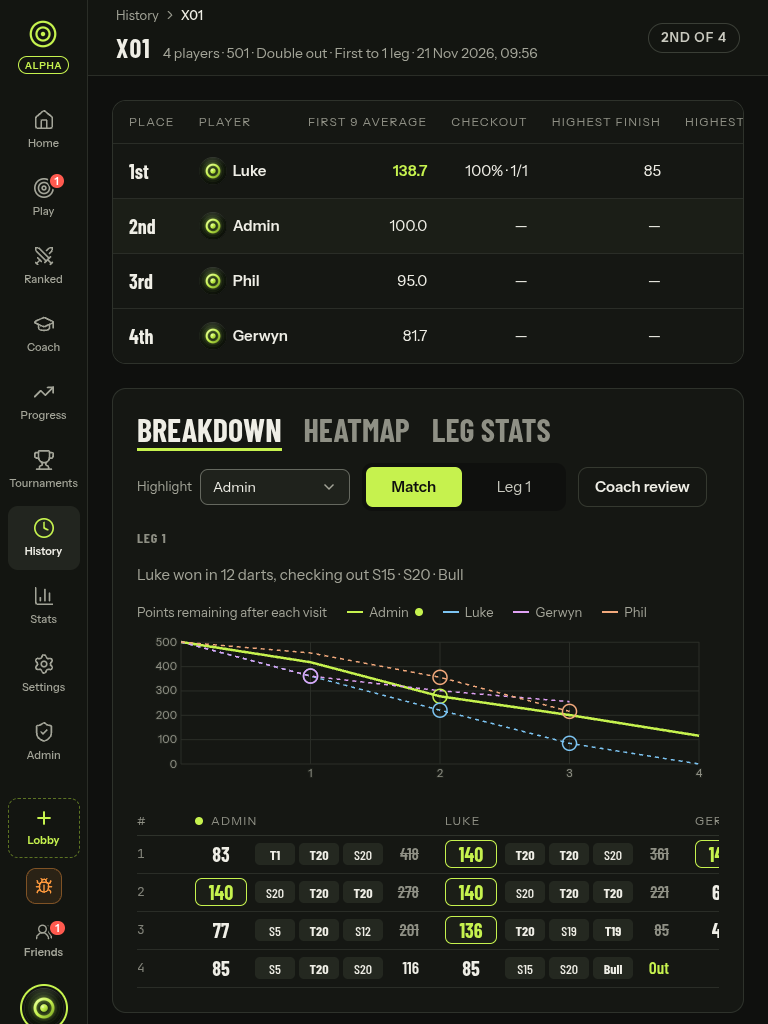 History > X01
X01 4 players · 501 · Double out · First to 1 leg · 21 Nov 2026, 09:56
2ND OF 4
ALPHA
Home
1
Play
Ranked
Coach
Progress
Tournaments
History
Stats
Settings
Admin
Lobby
1
Friends
PLACE PLAYER FIRST 9 AVERAGE CHECKOUT HIGHEST FINISH HIGHEST
1st Luke 138.7 100% · 1/1 85
2nd Admin 100.0 — —
3rd Phil 95.0 — —
4th Gerwyn 81.7 — —
BREAKDOWN HEATMAP LEG STATS
Highlight Admin Match Leg 1 Coach review
LEG 1
Luke won in 12 darts, checking out S15 · S20 · Bull
Points remaining after each visit Admin Luke Gerwyn Phil
500
400
300
200
100
0
1 2 3 4
# ADMIN LUKE GER
1 83 T1 T20 S20 418 140 T20 T20 S20 361 14
2 140 S20 T20 T20 278 140 S20 T20 T20 221 6
3 77 S5 T20 S12 201 136 T20 S19 T19 85 4
4 85 S5 T20 S20 116 85 S15 S20 Bull Out